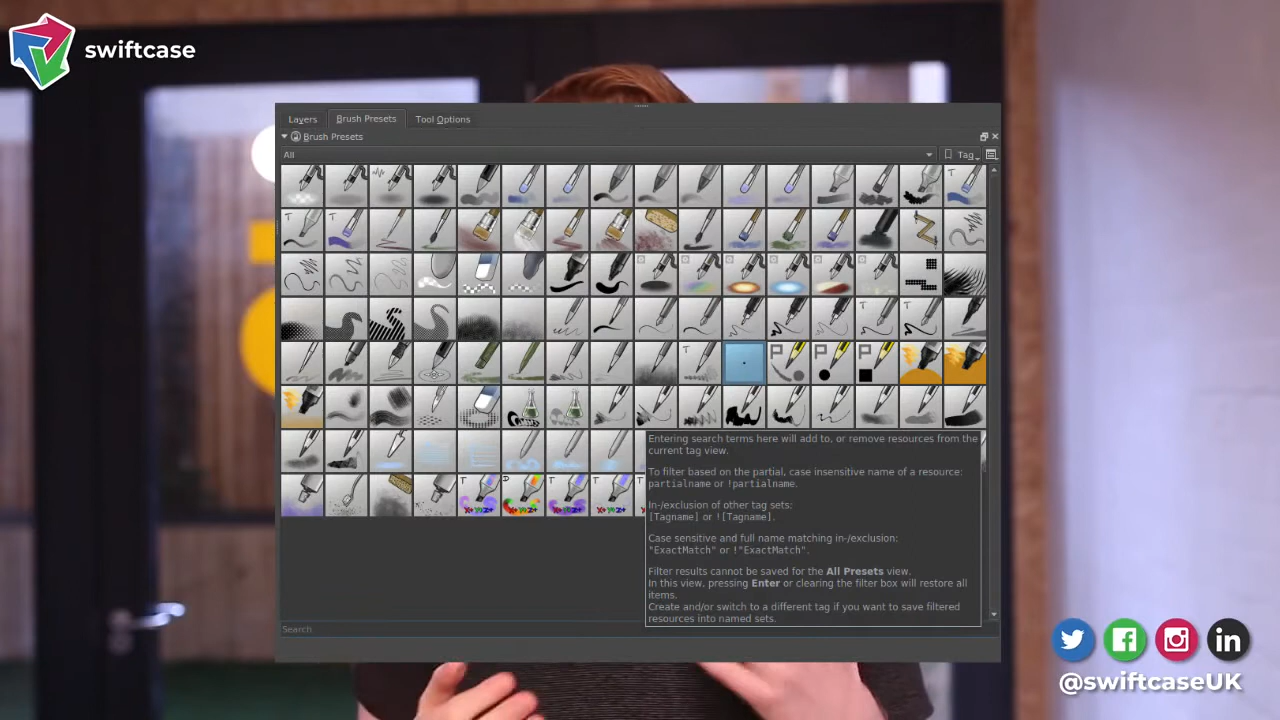 swiftcase
Layers Brush Presets Tool Options
Brush Presets
All Tag
Entering search terms here will add to, or remove resources from the
current tag view.
To filter based on the partial, case insensitive name of a resource:
partialname or !partialname.
In-/exclusion of other tag sets:
[Tagname] or ![Tagname].
Case sensitive and full name matching in-/exclusion:
"ExactMatch" or !"ExactMatch".
Filter results cannot be saved for the All Presets view.
In this view, pressing Enter or clearing the filter box will restore all
items.
Create and/or switch to a different tag if you want to save filtered
resources into named sets.
Search
@swiftcaseUK